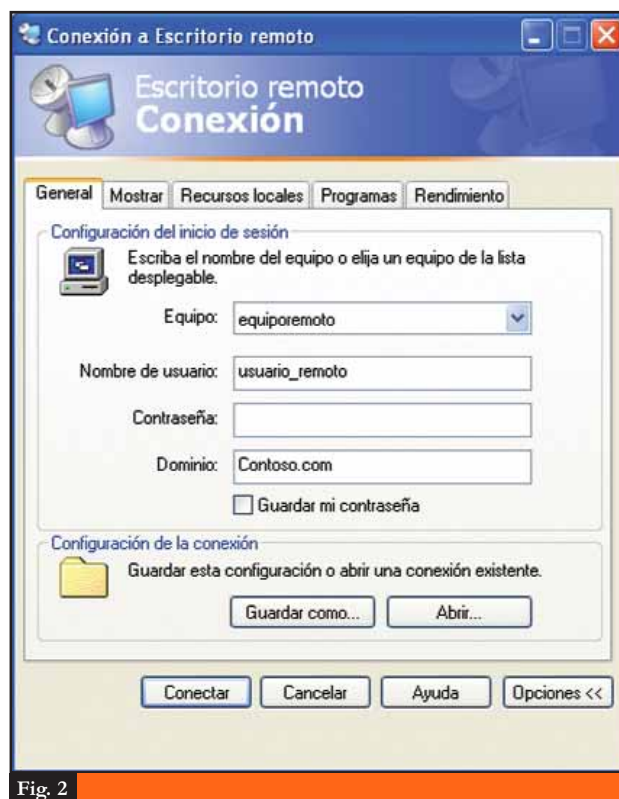 Conexión a Escritorio remoto
Escritorio remoto
Conexión
General Mostrar Recursos locales Programas Rendimiento
Configuración del inicio de sesión
Escriba el nombre del equipo o elija un equipo de la lista
desplegable.
Equipo: equiporemoto
Nombre de usuario: usuario_remoto
Contraseña:
Dominio: Contoso.com
Guardar mi contraseña
Configuración de la conexión
Guardar esta configuración o abrir una conexión existente.
Guardar como... Abrir...
Conectar Cancelar Ayuda Opciones <<
Fig. 2